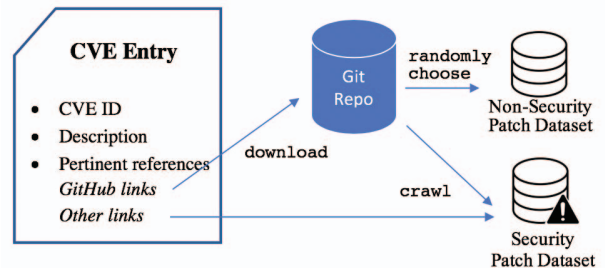 CVE Entry
• CVE ID
• Description
• Pertinent references
GitHub links
Other links
download
Git
Repo
randomly
choose
crawl
Non-Security
Patch Dataset
Security
Patch Dataset